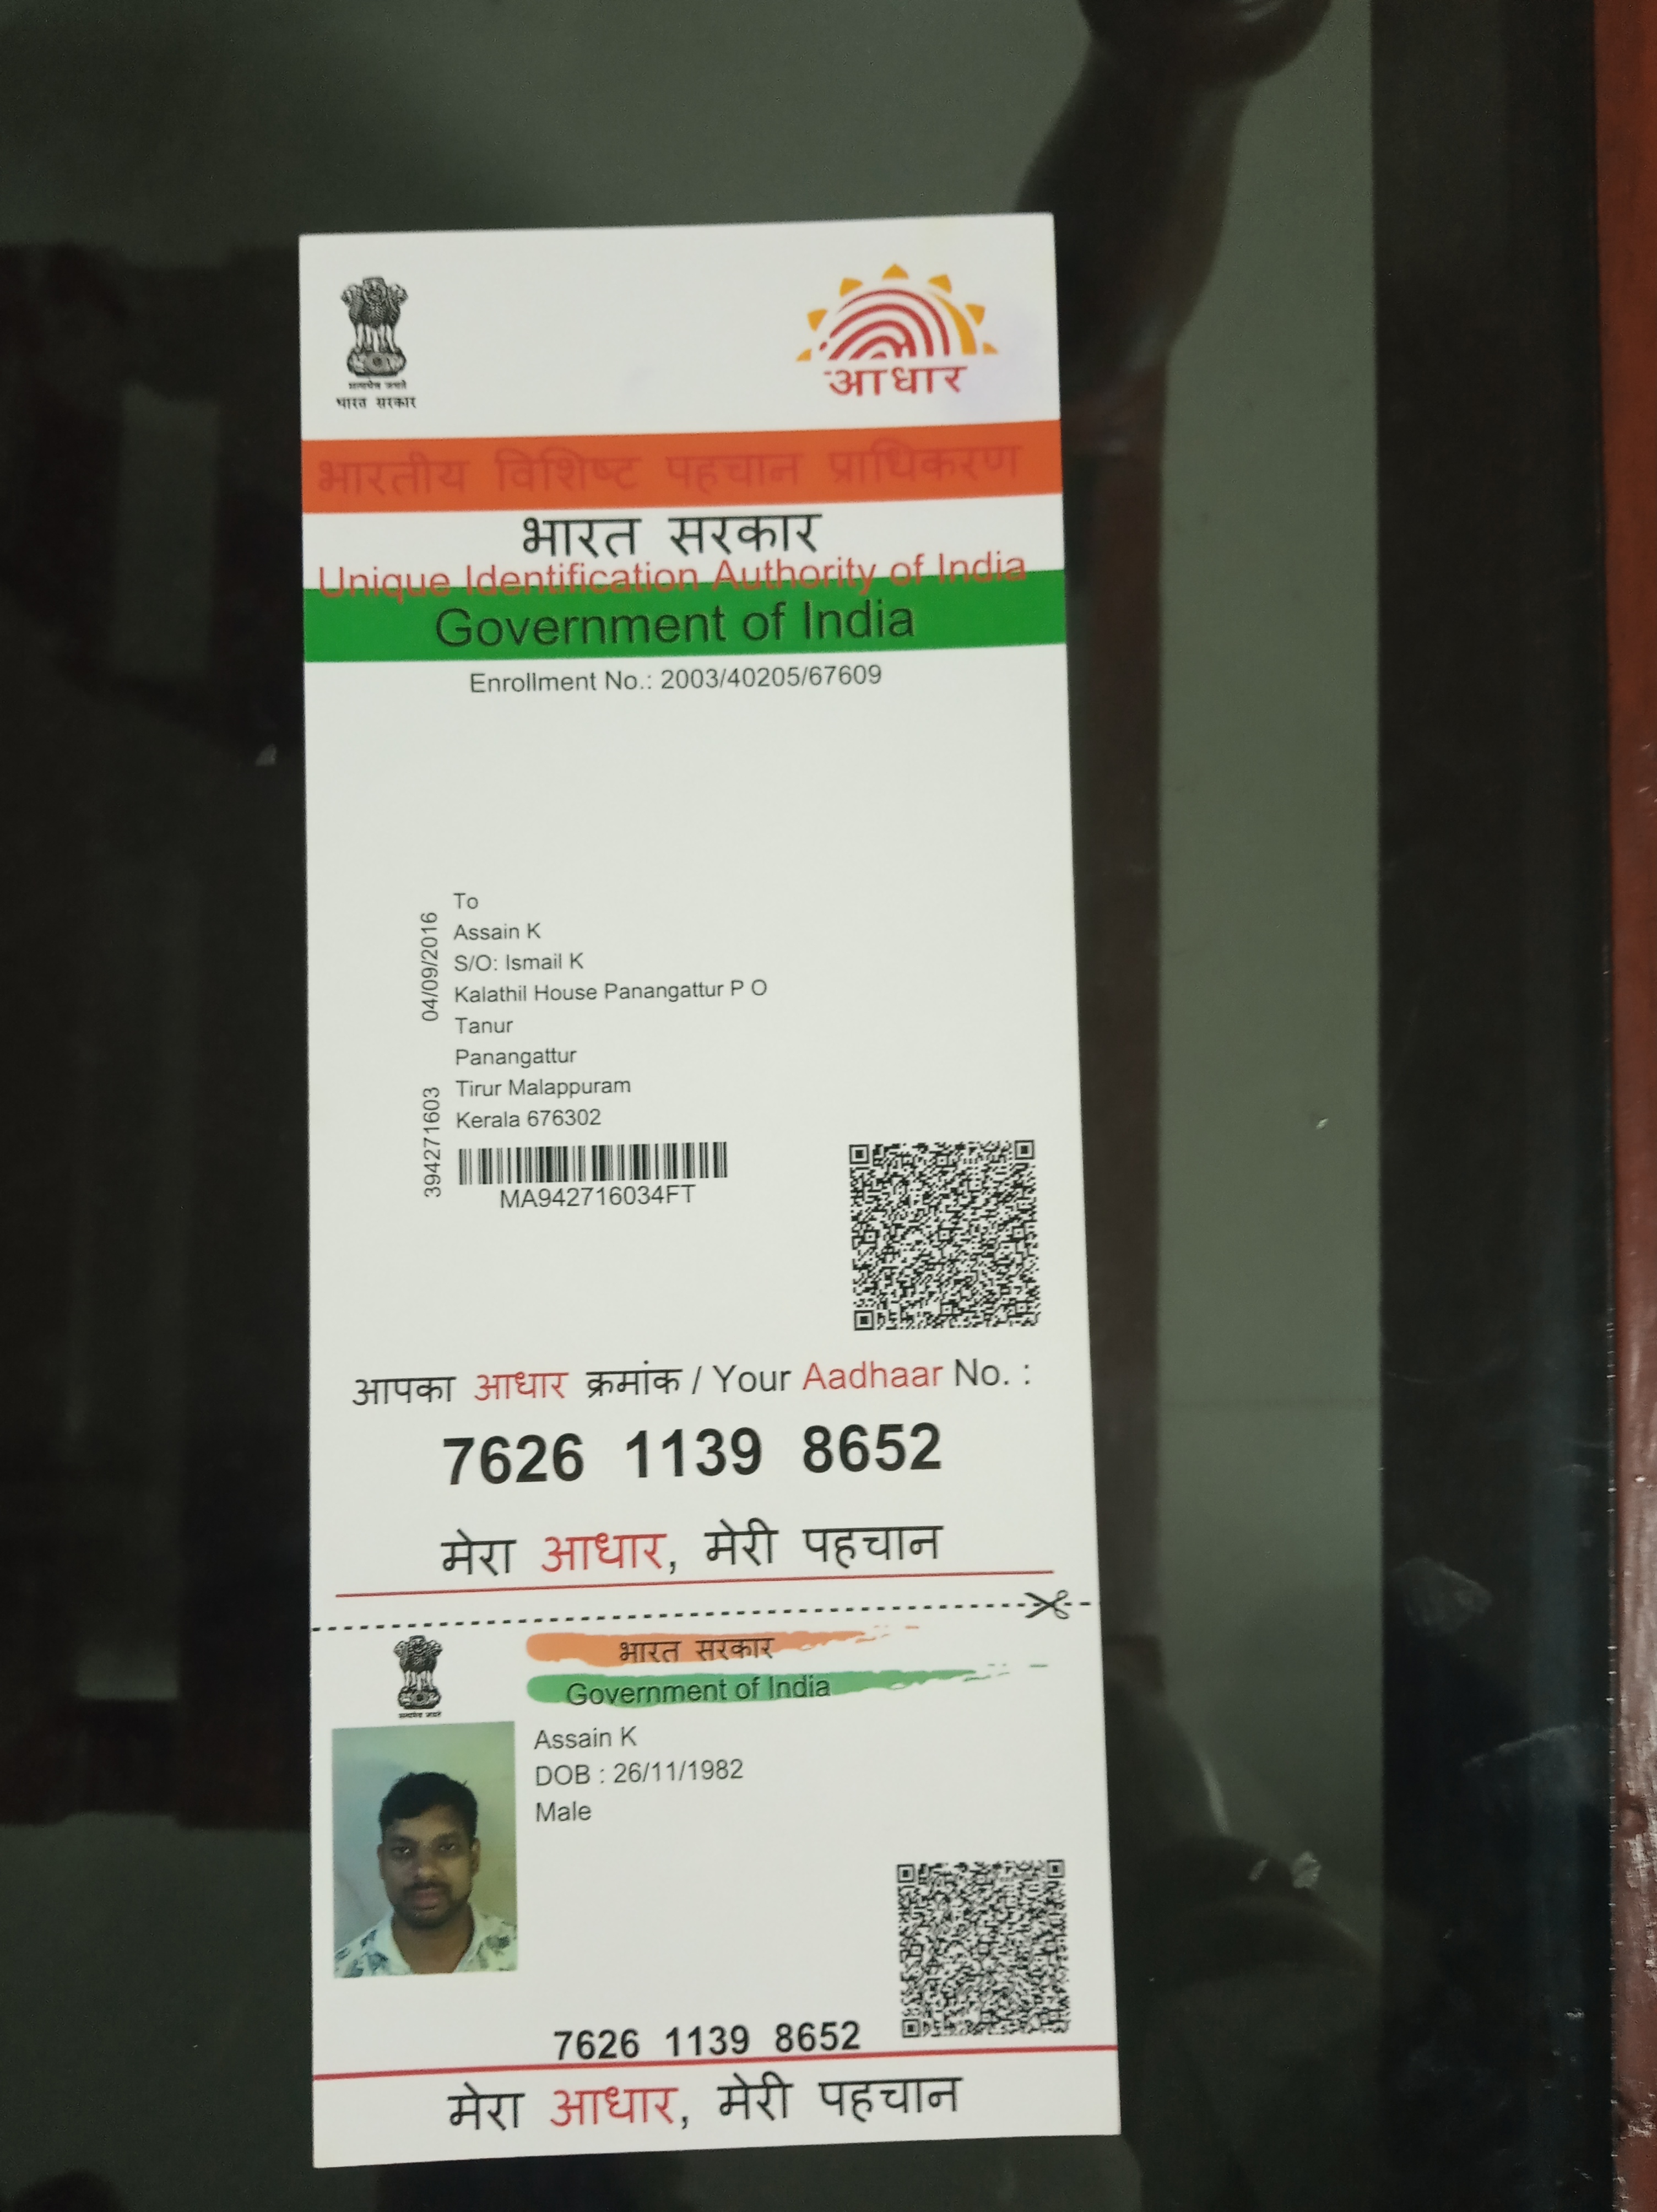 सत्यमेव जयते
भारत सरकार
आधार
भारतीय विशिष्ट पहचान प्राधिकरण
भारत सरकार
Unique Identification Authority of India
Government of India
Enrollment No.: 2003/40205/67609
To
Assain K
S/O: Ismail K
Kalathil House Panangattur P O
Tanur
Panangattur
Tirur Malappuram
Kerala 676302
04/09/2016
394271603
MA942716034FT
आपका आधार क्रमांक / Your Aadhaar No. :
7626 1139 8652
मेरा आधार, मेरी पहचान
सत्यमेव जयते
भारत सरकार
Government of India
Assain K
DOB : 26/11/1982
Male
7626 1139 8652
मेरा आधार, मेरी पहचान